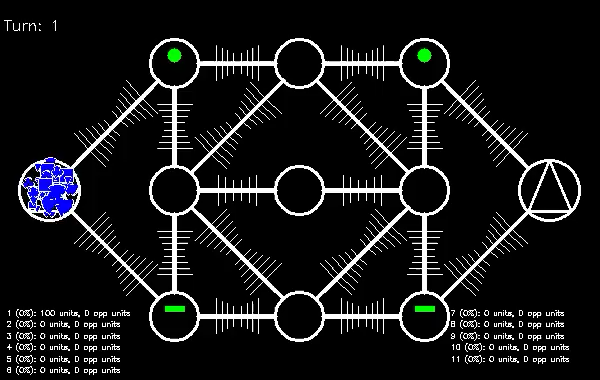 Turn: 1
1 (0%): 100 units, 0 opp units
2 (0%): 0 units, 0 opp units
3 (0%): 0 units, 0 opp units
4 (0%): 0 units, 0 opp units
5 (0%): 0 units, 0 opp units
6 (0%): 0 units, 0 opp units
7 (0%): 0 units, 0 opp units
8 (0%): 0 units, 0 opp units
9 (0%): 0 units, 0 opp units
10 (0%): 0 units, 0 opp units
11 (0%): 0 units, 0 opp units